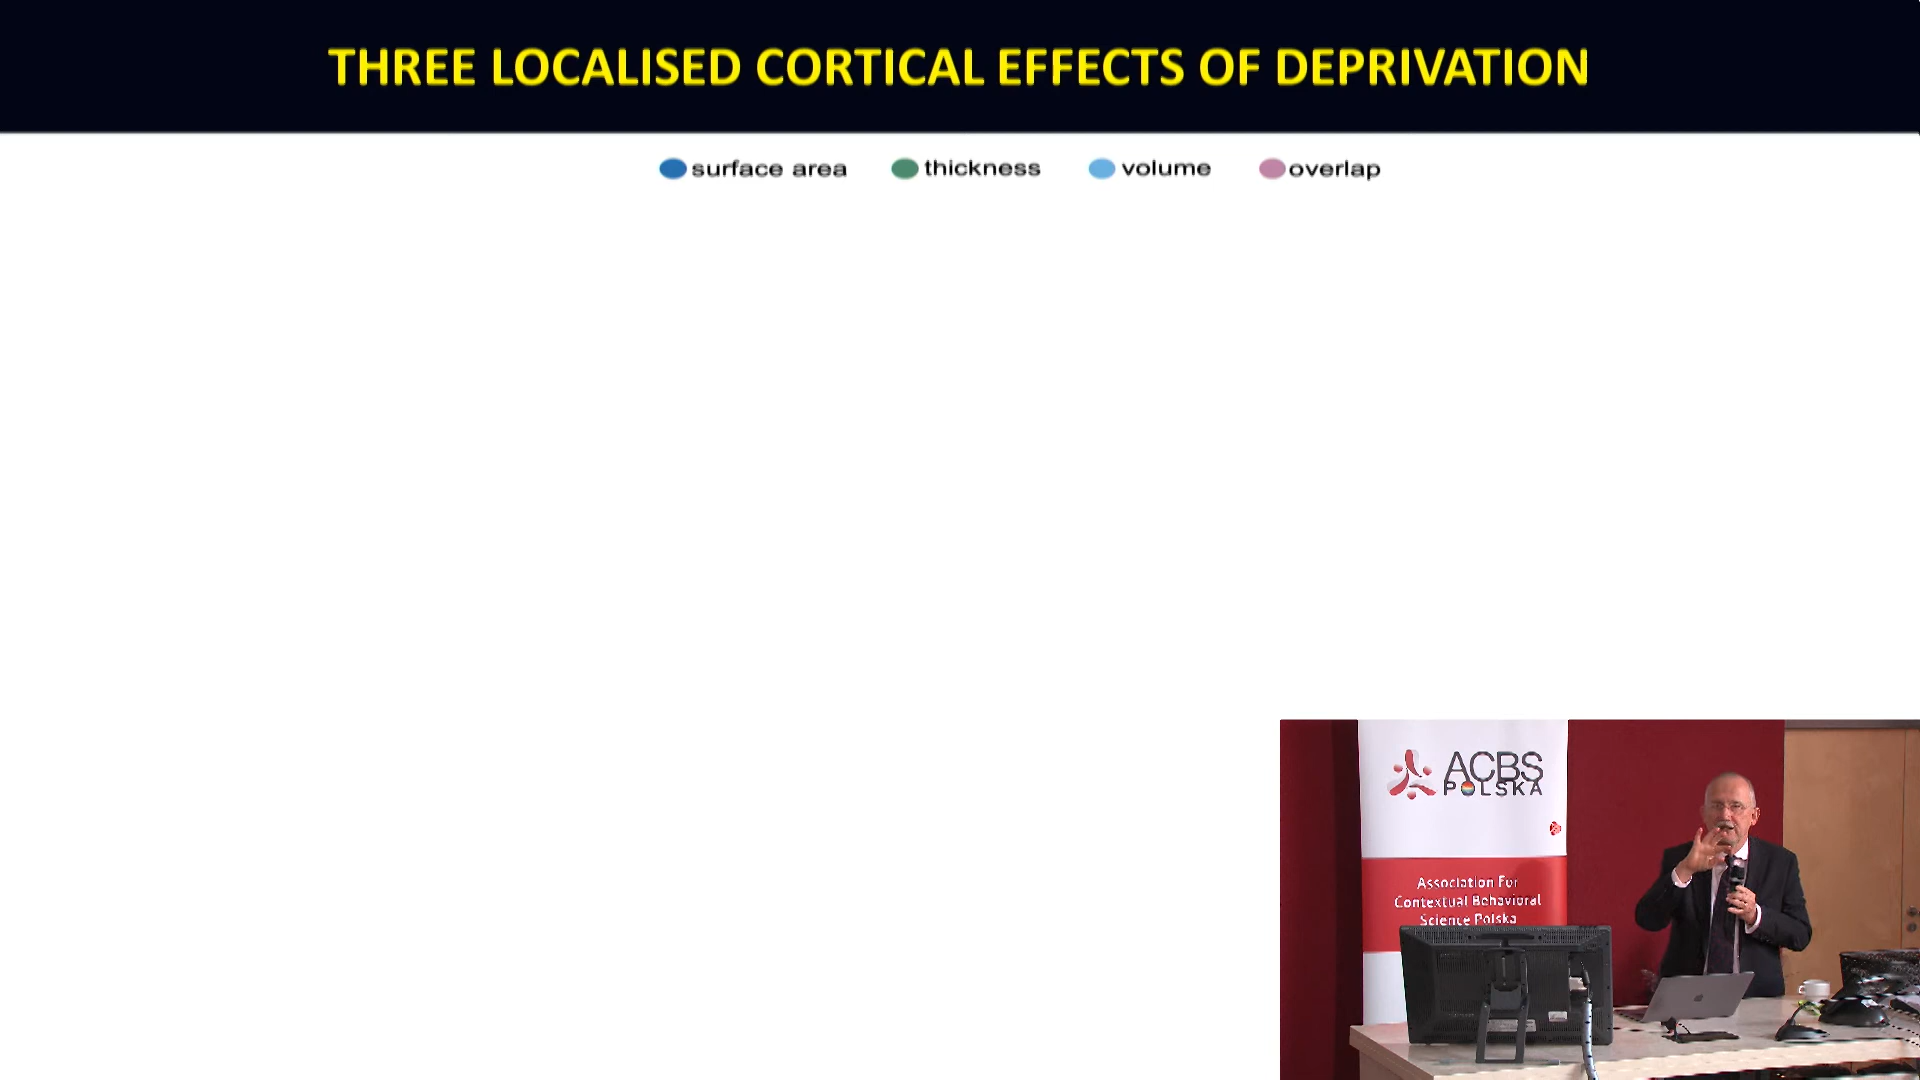 THREE LOCALISED CORTICAL EFFECTS OF DEPRIVATION
surface area thickness volume overlap
ACBS
POLSKA
Association For
Contextual Behavioral
Science Polska